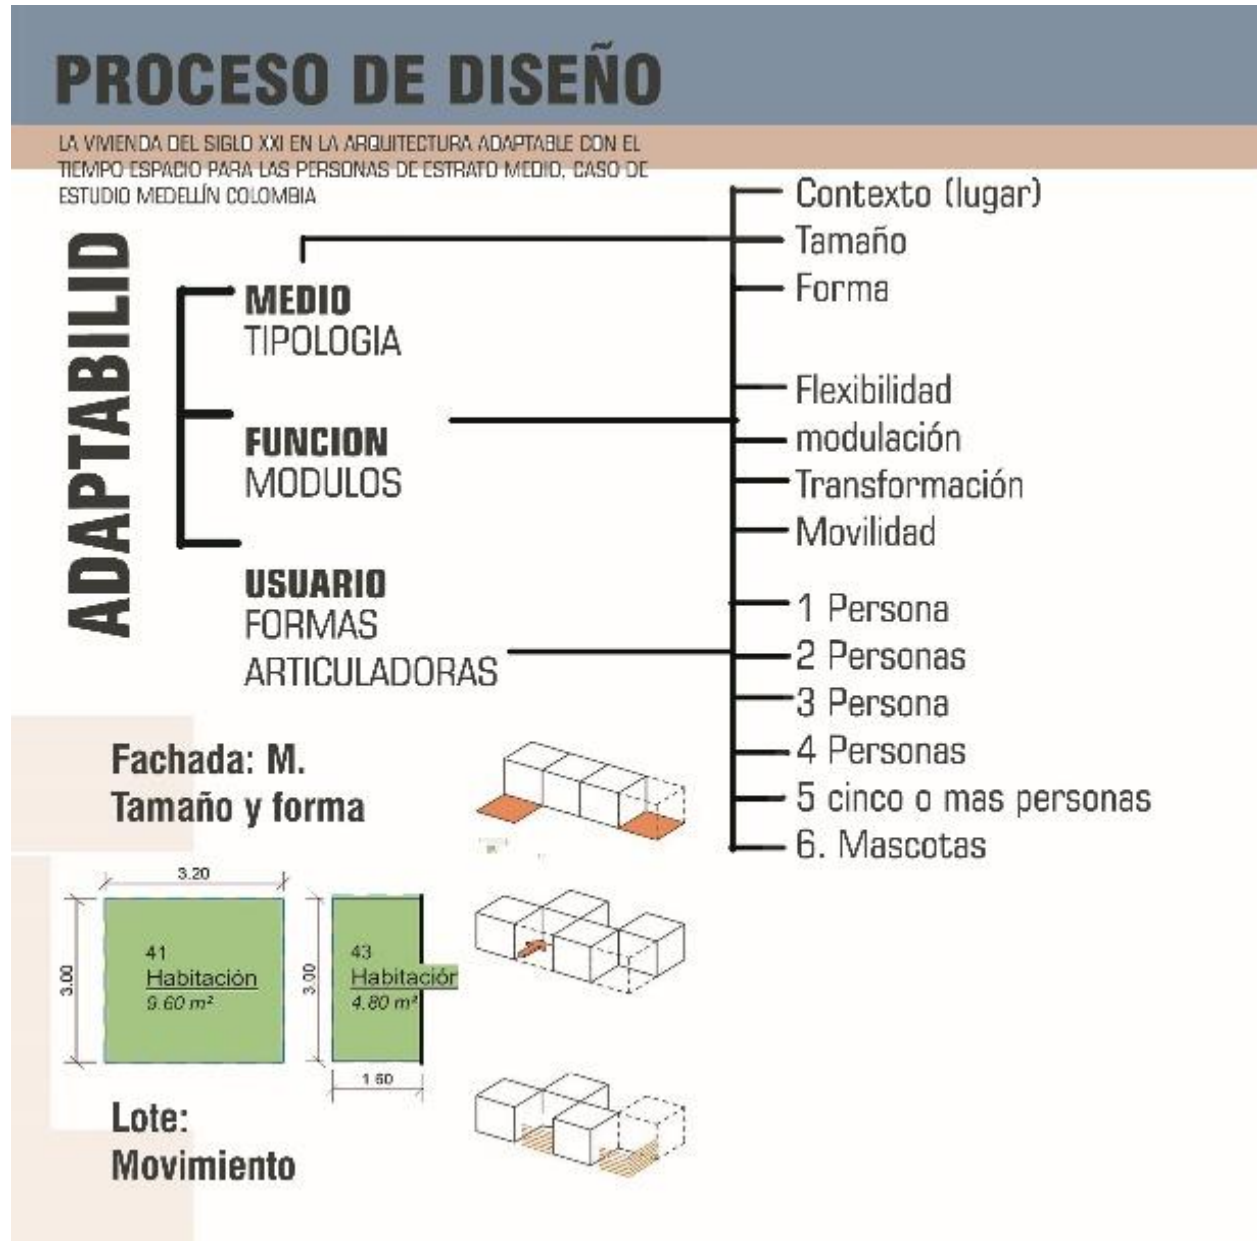 PROCESO DE DISEÑO
LA VIVIENDA DEL SIGLO XXI EN LA ARQUITECTURA ADAPTABLE CON EL
TIEMPO ESPACIO PARA LAS PERSONAS DE ESTRATO MEDIO, CASO DE
ESTUDIO MEDELLÍN COLOMBIA
ADAPTABILID
MEDIO
TIPOLOGIA
FUNCION
MODULOS
USUARIO
FORMAS
ARTICULADORAS
Contexto (lugar)
Tamaño
Forma
Flexibilidad
modulación
Transformación
Movilidad
1 Persona
2 Personas
3 Persona
4 Personas
5 cinco o mas personas
6. Mascotas
Fachada: M.
Tamaño y forma
3.20
3.00
41
Habitación
9.60 m²
3.00
43
Habitación
4.80 m²
1.60
Lote:
Movimiento